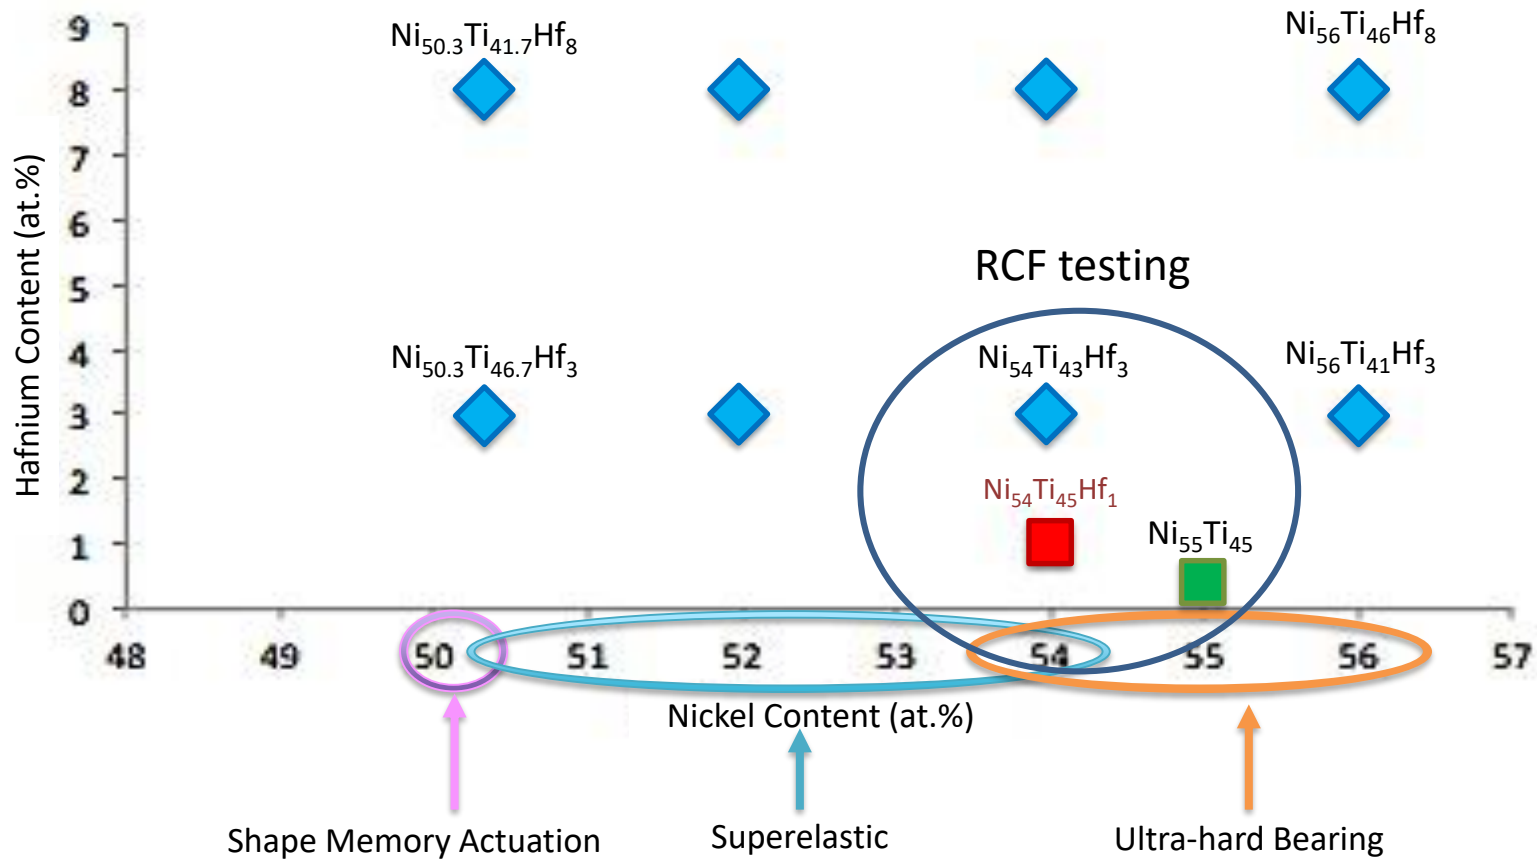 9
Ni50.3Ti41.7Hf8
Ni56Ti46Hf8
8
7
6
5
RCF testing
4
Ni50.3Ti46.7Hf3
Ni54Ti43Hf3
Ni56Ti41Hf3
3
2
Ni54Ti45Hf1
1
Ni55Ti45
0
Hafnium Content (at.%)
48 49 50 51 52 53 54 55 56 57
Nickel Content (at.%)
Shape Memory Actuation
Superelastic
Ultra-hard Bearing